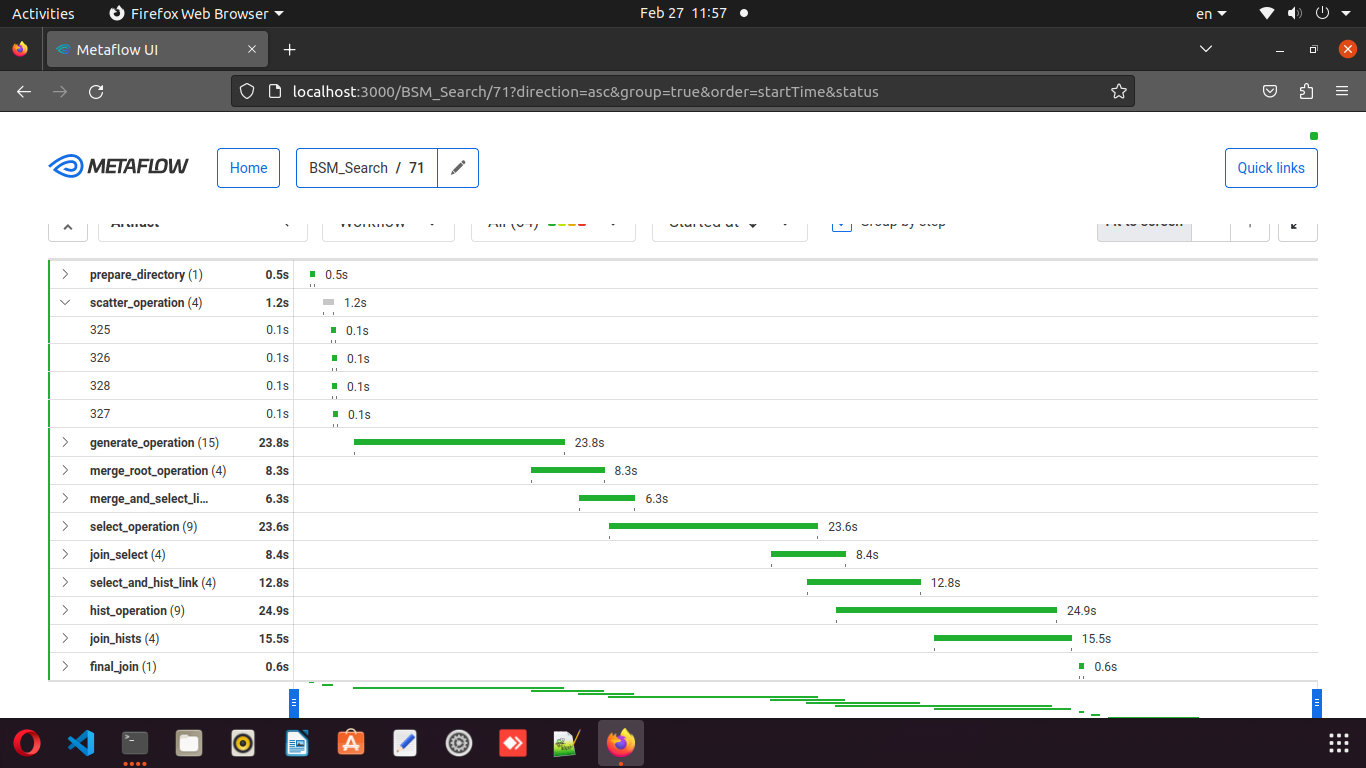 Activities Firefox Web Browser Feb 27 11:57 en
Metaflow UI
localhost:3000/BSM_Search/71?direction=asc&group=true&order=startTime&status
METAFLOW Home BSM_Search / 71 Quick links
Artifact Workflow All (64) Started at Group by step Fit to screen
prepare_directory (1) 0.5s 0.5s
scatter_operation (4) 1.2s 1.2s
325 0.1s 0.1s
326 0.1s 0.1s
328 0.1s 0.1s
327 0.1s 0.1s
generate_operation (15) 23.8s 23.8s
merge_root_operation (4) 8.3s 8.3s
merge_and_select_li... 6.3s 6.3s
select_operation (9) 23.6s 23.6s
join_select (4) 8.4s 8.4s
select_and_hist_link (4) 12.8s 12.8s
hist_operation (9) 24.9s 24.9s
join_hists (4) 15.5s 15.5s
final_join (1) 0.6s 0.6s